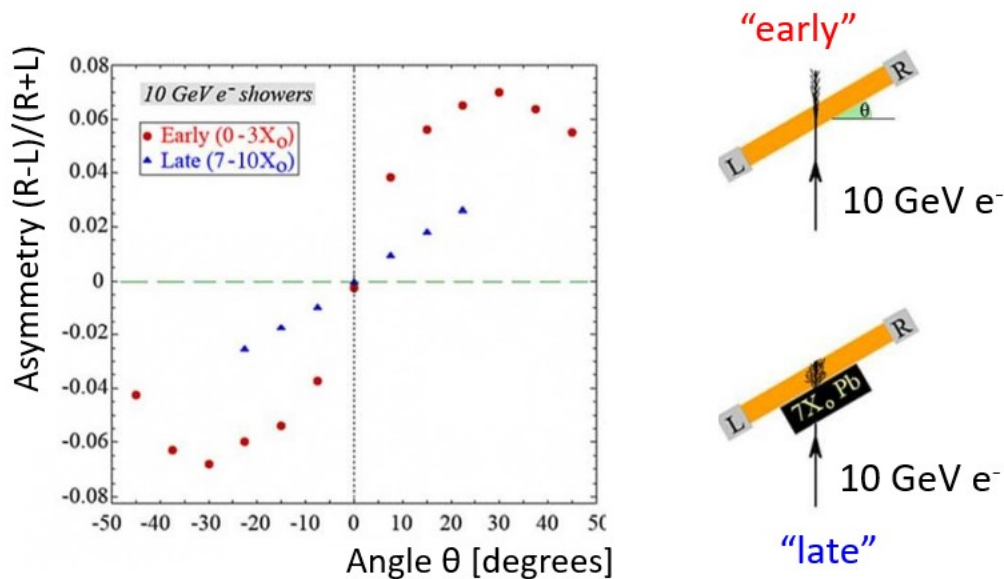 Asymmetry (R-L)/(R+L)
0.08
0.06
0.04
0.02
0
-0.02
-0.04
-0.06
-0.08
10 GeV e⁻ showers
Early (0-3X₀)
Late (7-10X₀)
-50 -40 -30 -20 -10 0 10 20 30 40 50
Angle θ [degrees]
“early”
R
θ
L
10 GeV e⁻
R
L
7X₀ Pb
10 GeV e⁻
“late”